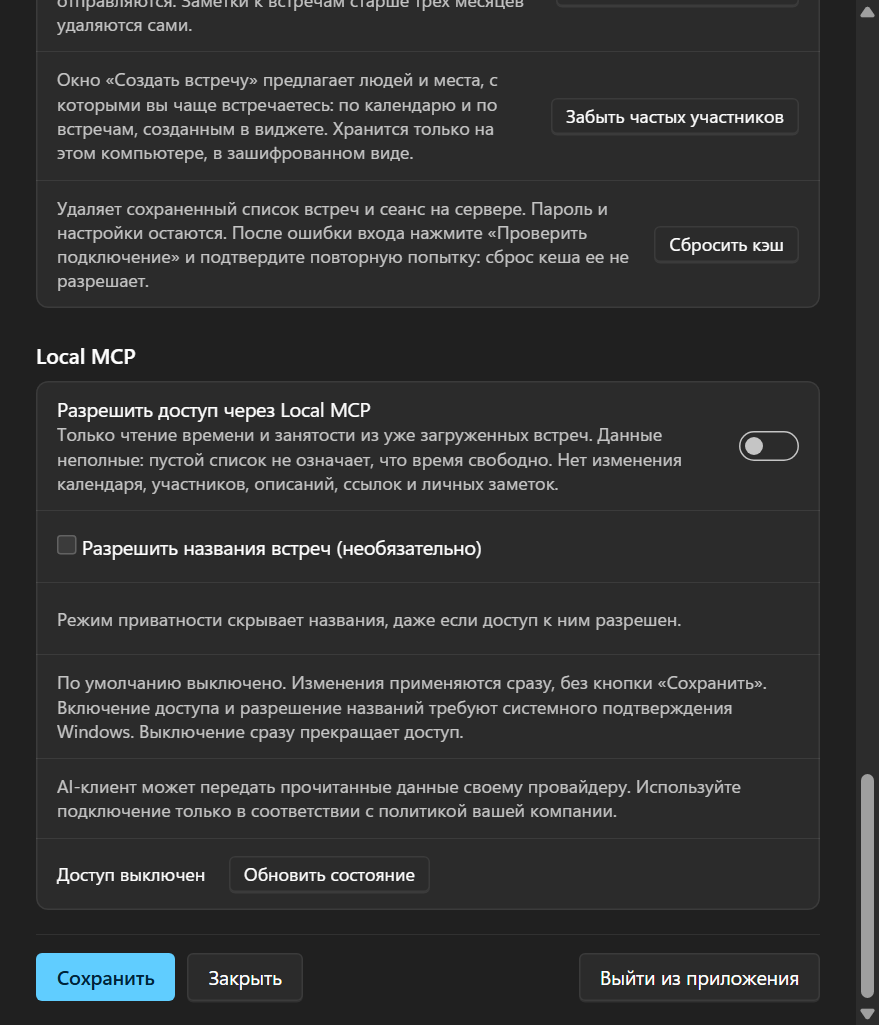 отправляются. Заметки к встречам старше трех месяцев
удаляются сами.
Окно «Создать встречу» предлагает людей и места, с
которыми вы чаще встречаетесь: по календарю и по
встречам, созданным в виджете. Хранится только на
этом компьютере, в зашифрованном виде.
Забыть частых участников
Удаляет сохраненный список встреч и сеанс на сервере. Пароль и
настройки остаются. После ошибки входа нажмите «Проверить
подключение» и подтвердите повторную попытку: сброс кеша ее не
разрешает.
Сбросить кэш
Local MCP
Разрешить доступ через Local MCP
Только чтение времени и занятости из уже загруженных встреч. Данные
неполные: пустой список не означает, что время свободно. Нет изменения
календаря, участников, описаний, ссылок и личных заметок.
Разрешить названия встреч (необязательно)
Режим приватности скрывает названия, даже если доступ к ним разрешен.
По умолчанию выключено. Изменения применяются сразу, без кнопки «Сохранить».
Включение доступа и разрешение названий требуют системного подтверждения
Windows. Выключение сразу прекращает доступ.
AI-клиент может передать прочитанные данные своему провайдеру. Используйте
подключение только в соответствии с политикой вашей компании.
Доступ выключен
Обновить состояние
Сохранить
Закрыть
Выйти из приложения